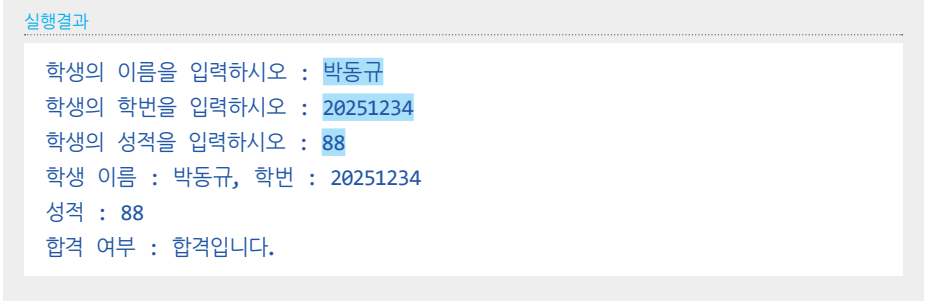 실행결과
학생의 이름을 입력하시오 : 박동규
학생의 학번을 입력하시오 : 20251234
학생의 성적을 입력하시오 : 88
학생 이름 : 박동규, 학번 : 20251234
성적 : 88
합격 여부 : 합격입니다.